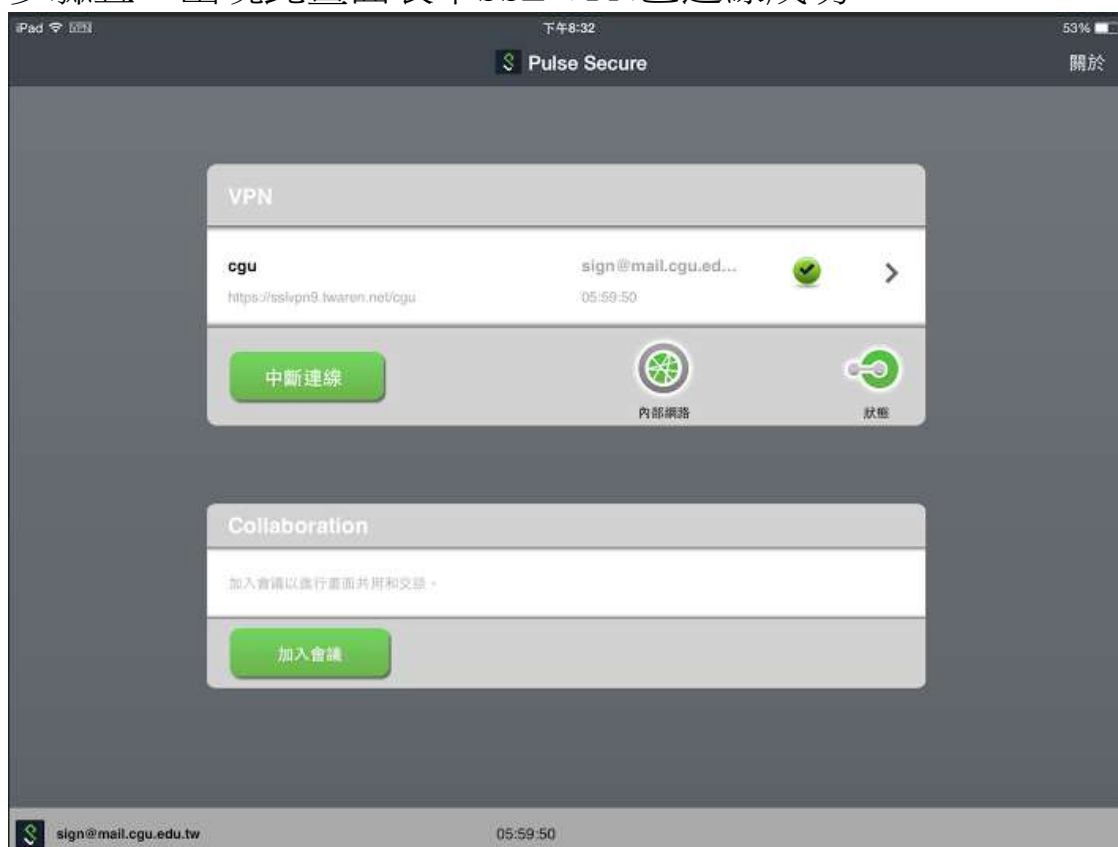 iPad VPN 下午8:32 53%
Pulse Secure 關於
VPN
cgu sign@mail.cgu.ed...
https://sslvpn9.twaren.net/cgu 05:59:50
中斷連線 內部網路 狀態
Collaboration
加入會議以進行畫面共用和交談。
加入會議
sign@mail.cgu.edu.tw 05:59:50